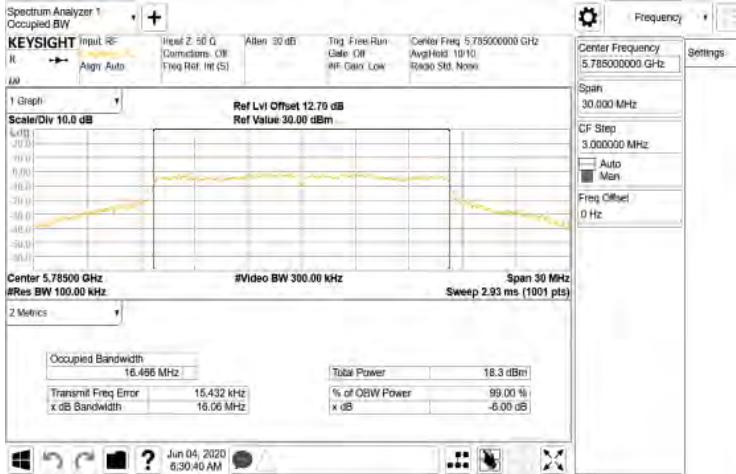 Spectrum Analyzer 1
Occupied BW
Frequency
KEYSIGHT
Input: RF
Input Z: 50 Ω
Atten: 30 dB
Trig: Free Run
Center Freq: 5.785000000 GHz
Corrections: Off
Gate: Off
Avg|Hold: 10/10
Align: Auto
Freq Ref: Int (S)
#IF Gain: Low
Radio Std: None
Center Frequency
5.785000000 GHz
Settings
Span
30.000 MHz
CF Step
3.000000 MHz
Auto
Man
Freq Offset
0 Hz
1 Graph
Scale/Div 10.0 dB
Ref Lvl Offset 12.70 dB
Ref Value 30.00 dBm
Log
Center 5.78500 GHz
#Video BW 300.00 kHz
Span 30 MHz
#Res BW 100.00 kHz
Sweep 2.93 ms (1001 pts)
2 Metrics
Occupied Bandwidth
16.466 MHz
Total Power
18.3 dBm
Transmit Freq Error
15.432 kHz
% of OBW Power
99.00 %
x dB Bandwidth
16.06 MHz
x dB
-6.00 dB
?
Jun 04, 2020
6:30:40 AM